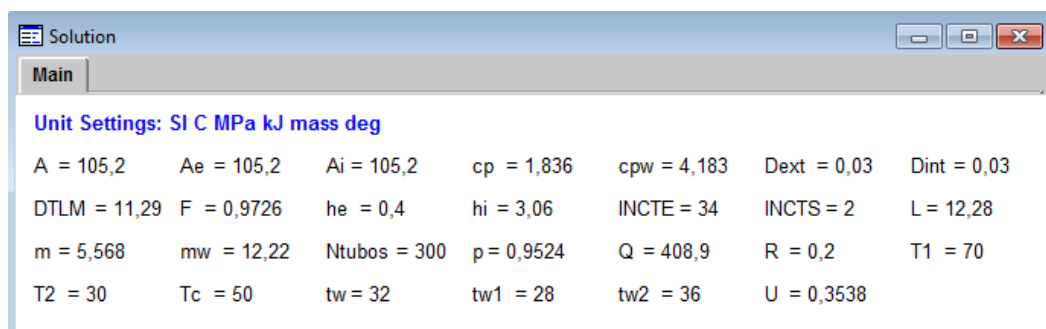 Solution
Main
Unit Settings: SI C MPa kJ mass deg
A = 105,2 Ae = 105,2 Ai = 105,2 cp = 1,836 cpw = 4,183 Dext = 0,03 Dint = 0,03
DTLM = 11,29 F = 0,9726 he = 0,4 hi = 3,06 INCTE = 34 INCTS = 2 L = 12,28
m = 5,568 mw = 12,22 Ntubos = 300 p = 0,9524 Q = 408,9 R = 0,2 T1 = 70
T2 = 30 Tc = 50 tw = 32 tw1 = 28 tw2 = 36 U = 0,3538